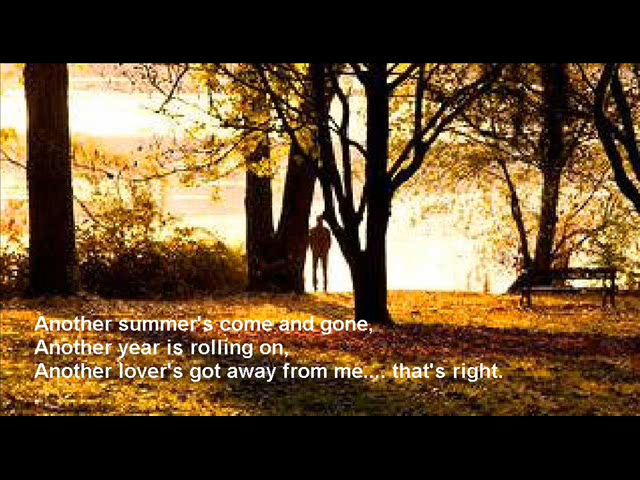 Another summer's come and gone,
Another year is rolling on,
Another lover's got away from me.... that's right.